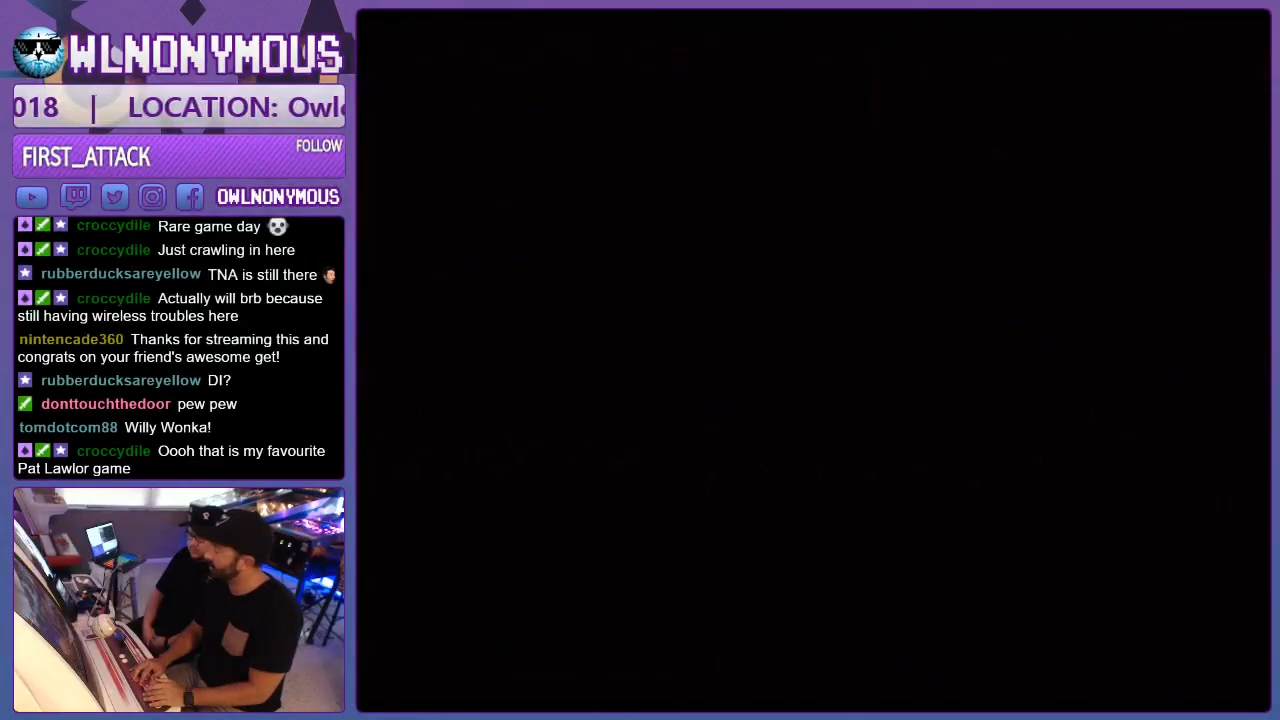 OWLNONYMOUS
018 | LOCATION: Owl
FIRST_ATTACK FOLLOW
OWLNONYMOUS
croccydile Rare game day
croccydile Just crawling in here
rubberducksareyellow TNA is still there
croccydile Actually will brb because
still having wireless troubles here
nintencade360 Thanks for streaming this and
congrats on your friend's awesome get!
rubberducksareyellow DI?
donttouchthedoor pew pew
tomdotcom88 Willy Wonka!
croccydile Oooh that is my favourite
Pat Lawlor game